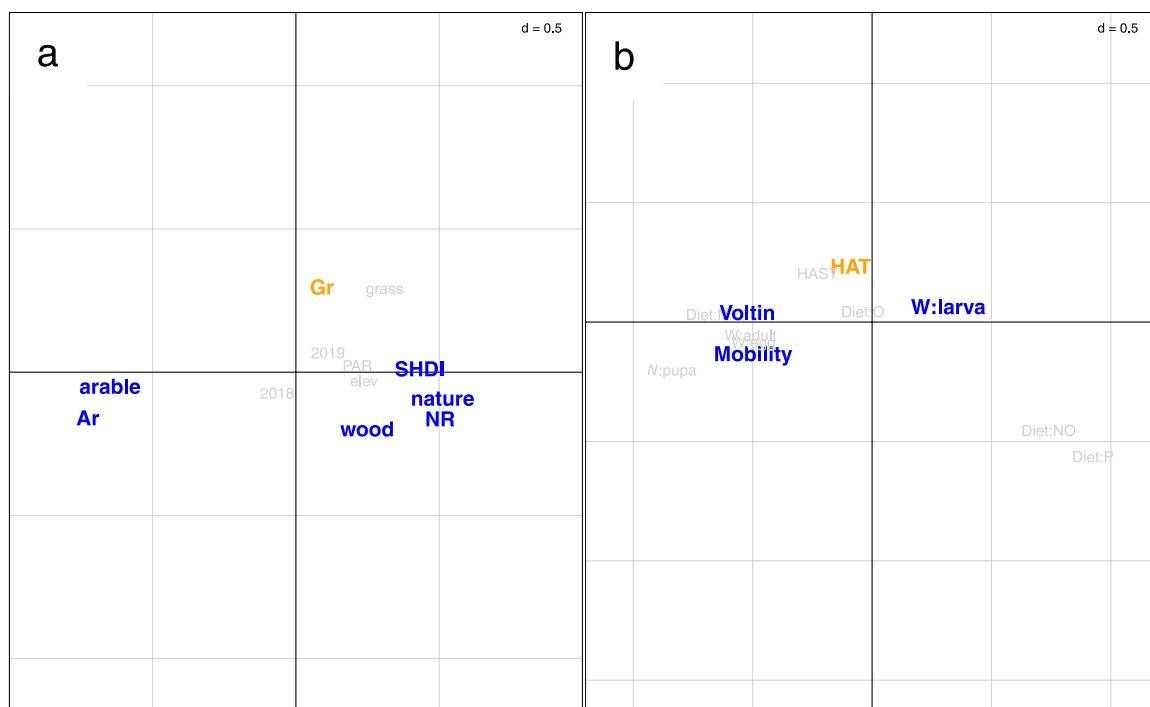 a
d = 0.5
Gr
grass
2019
PAR
SHDI
elev
arable
2018
nature
Ar
NR
wood
b
d = 0.5
HAT
HAST
W:larva
Voltin
Diet:O
W:adult
Mobility
W:pupa
Diet:NO
Diet:P